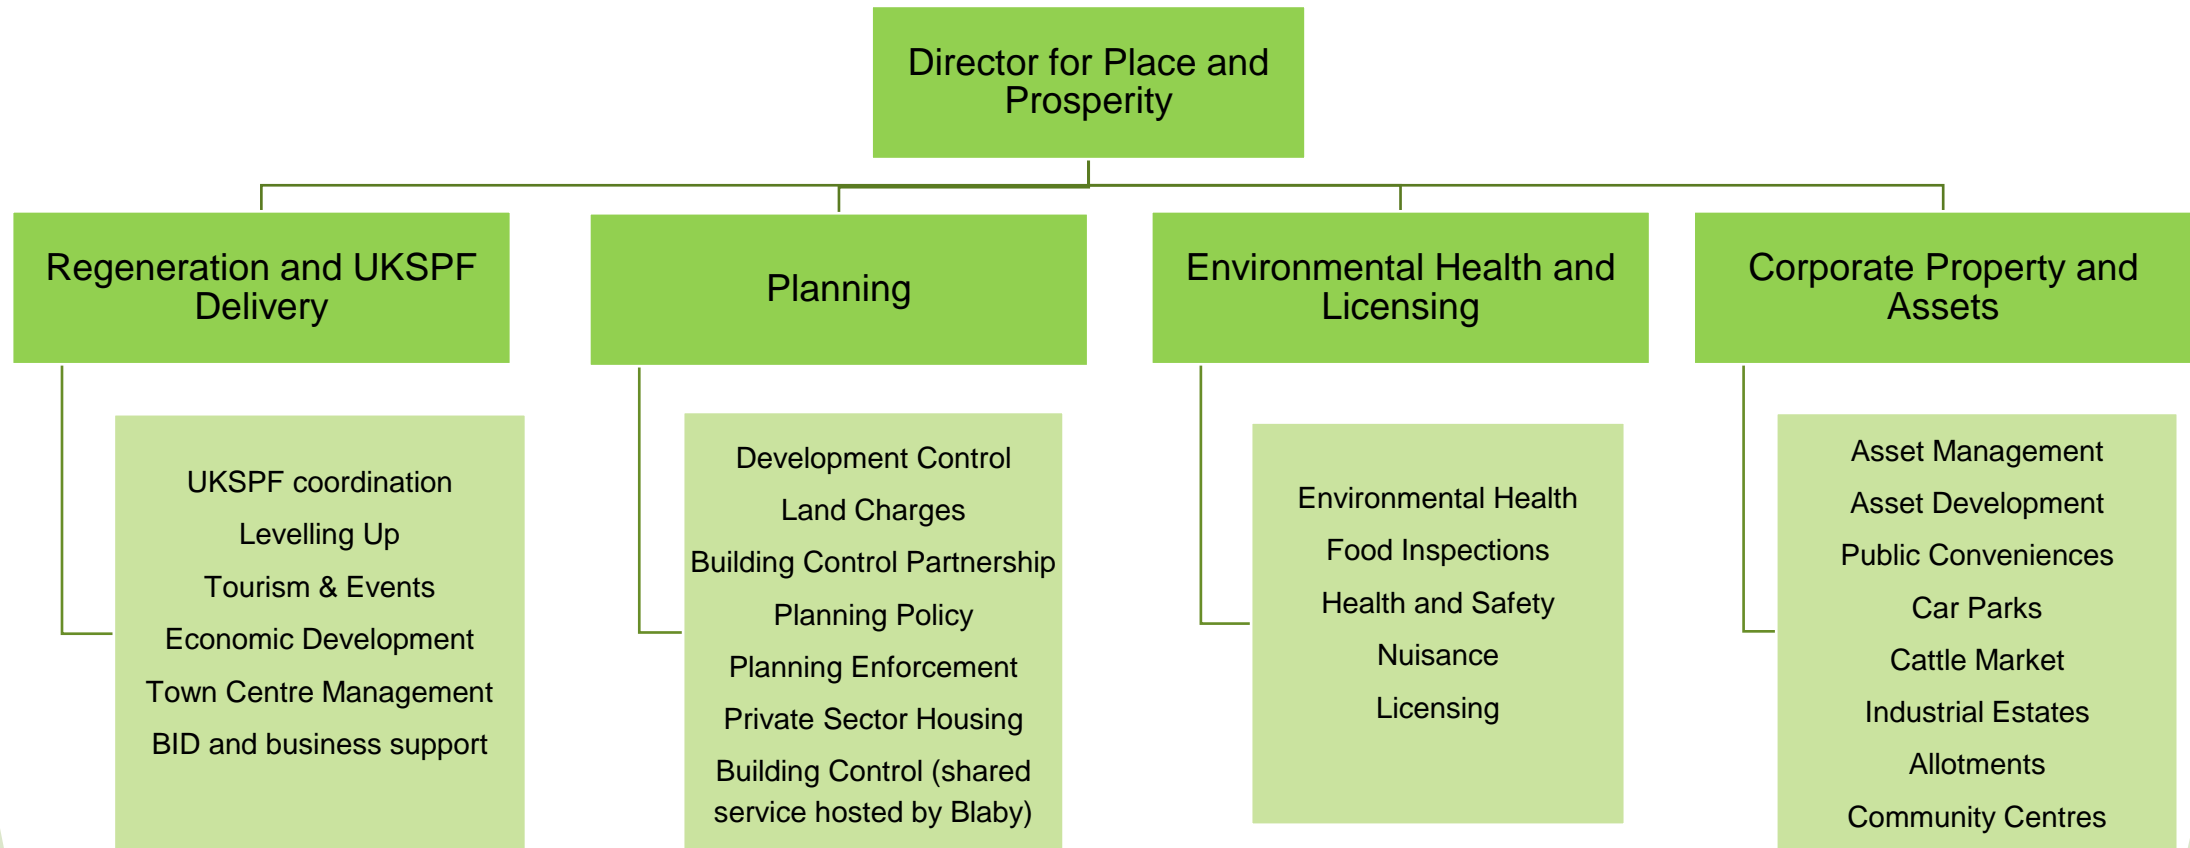 Director for Place and
Prosperity
Regeneration and UKSPF
Delivery
Planning
Environmental Health and
Licensing
Corporate Property and
Assets
UKSPF coordination
Levelling Up
Tourism & Events
Economic Development
Town Centre Management
BID and business support
Development Control
Land Charges
Building Control Partnership
Planning Policy
Planning Enforcement
Private Sector Housing
Building Control (shared
service hosted by Blaby)
Environmental Health
Food Inspections
Health and Safety
Nuisance
Licensing
Asset Management
Asset Development
Public Conveniences
Car Parks
Cattle Market
Industrial Estates
Allotments
Community Centres